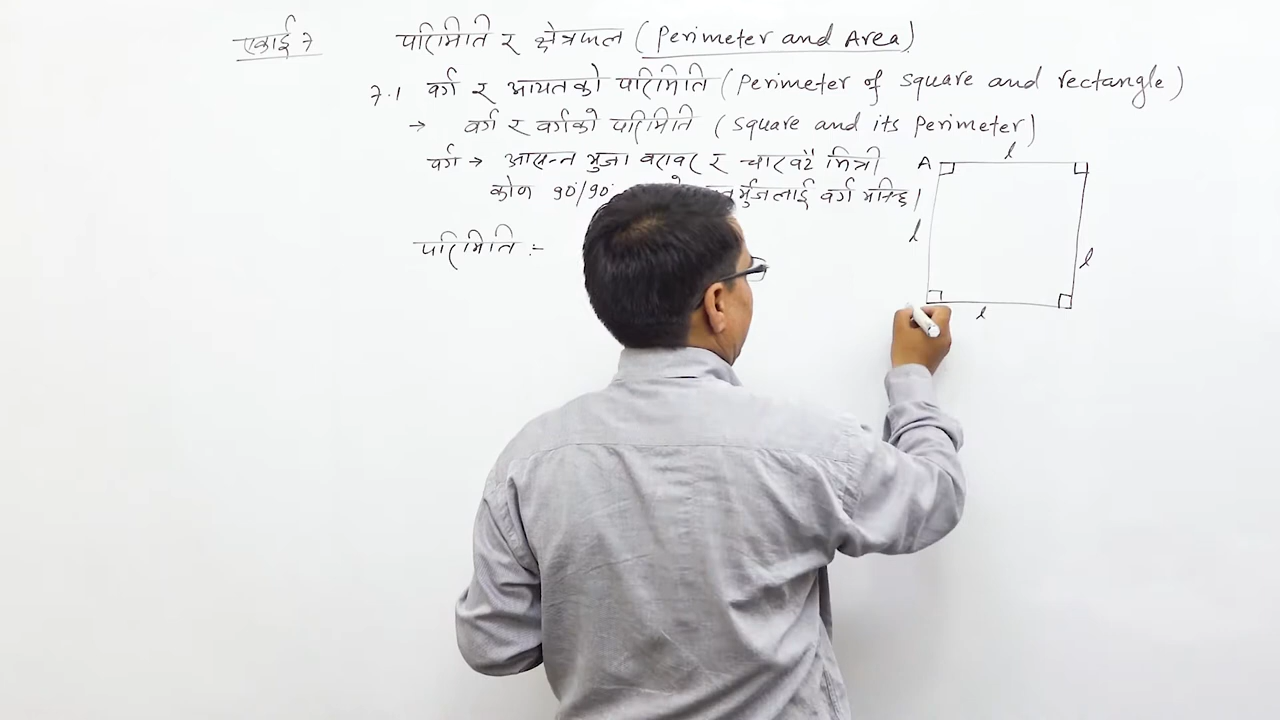 एकाई 7 परिमिति र क्षेत्रफल (Perimeter and Area)
7.1 वर्ग र आयतको परिमिति (Perimeter of square and rectangle)
→ वर्ग र वर्गको परिमिति (square and its Perimeter)
वर्ग → आसन्न भुजा बराबर र चारवटै भित्री
कोण 90°/90° लाई वर्ग भनिन्छ।
परिमिति :-
A
l
l
l
l